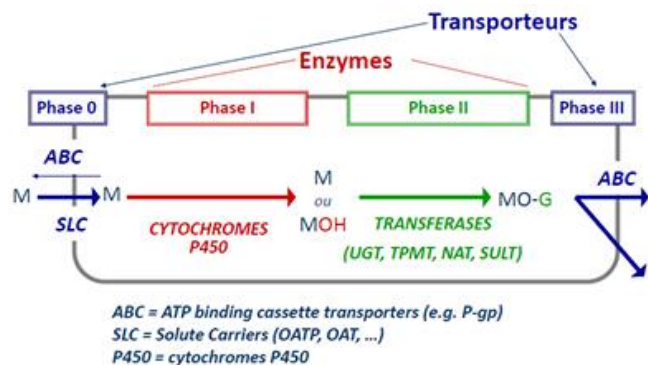 Transporteurs
Enzymes
Phase 0
Phase I
Phase II
Phase III
ABC
M
M
SLC
CYTOCHROMES
P450
M
ou
MOH
TRANSFERASES
(UGT, TPMT, NAT, SULT)
MO-G
ABC
ABC = ATP binding cassette transporters (e.g. P-gp)
SLC = Solute Carriers (OATP, OAT, ...)
P450 = cytochromes P450